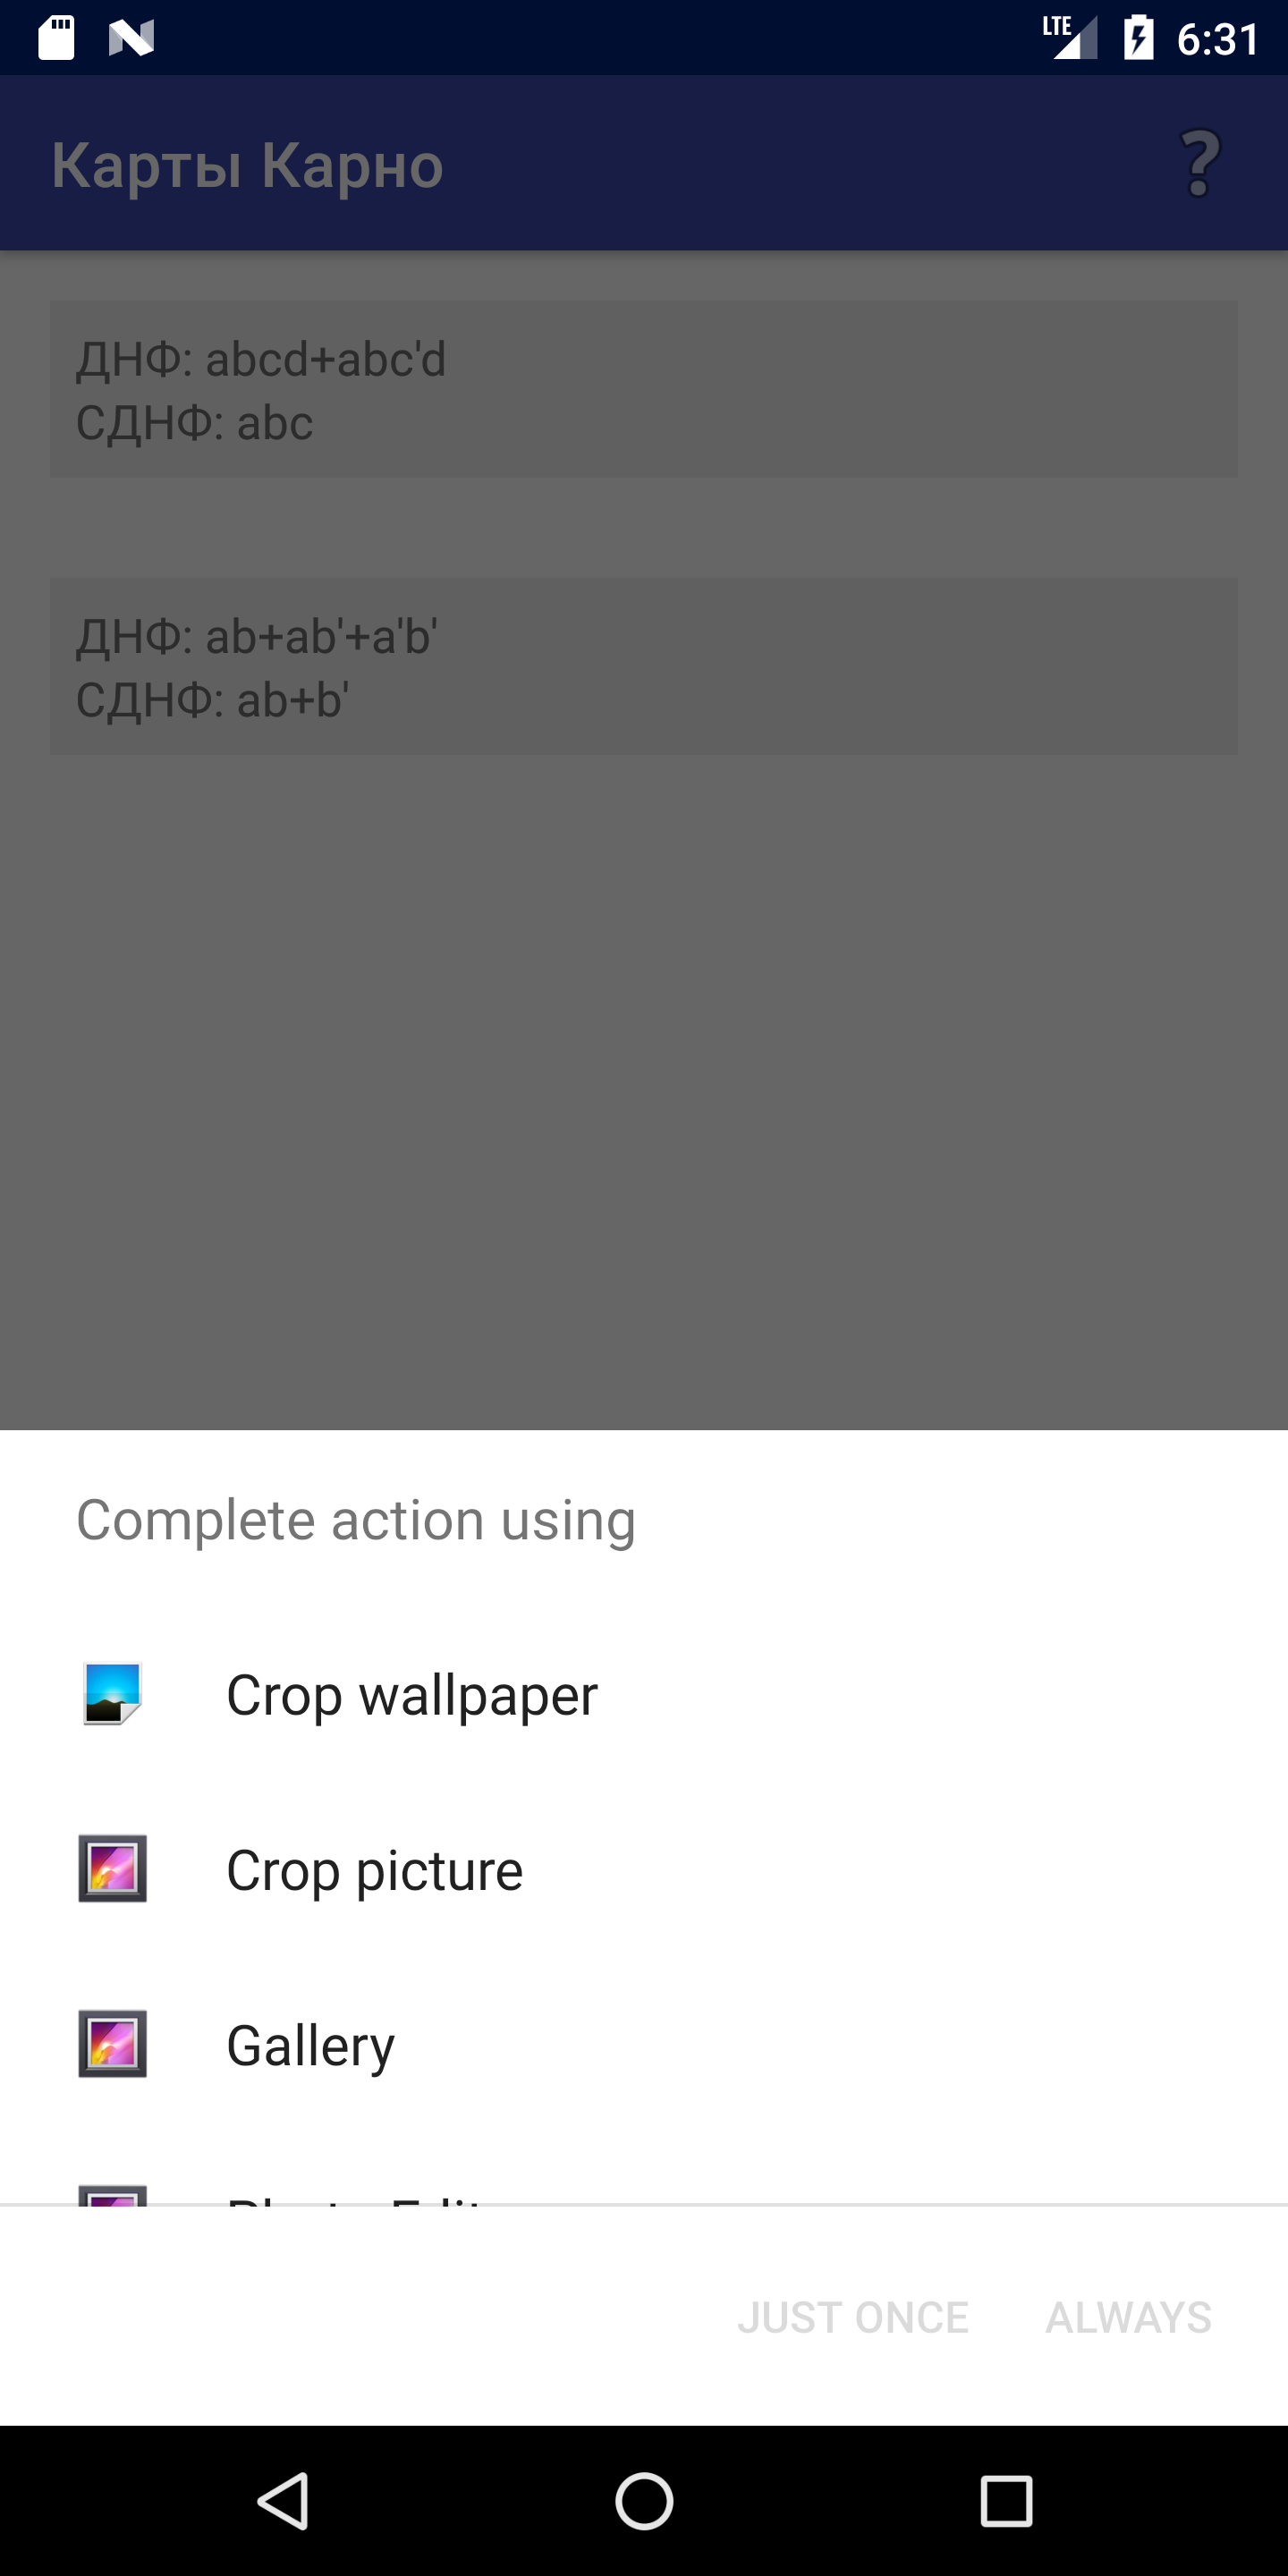 LTE 6:31
Карты Карно ?
ДНФ: abcd+abc'd
СДНФ: abc
ДНФ: ab+ab'+a'b'
СДНФ: ab+b'
Complete action using
Crop wallpaper
Crop picture
Gallery
JUST ONCE ALWAYS